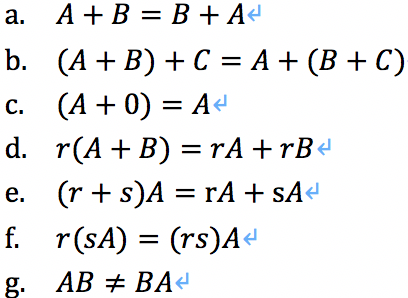 a. A + B = B + A↵
b. (A + B) + C = A + (B + C)
c. (A + 0) = A↵
d. r(A + B) = rA + rB↵
e. (r + s)A = rA + sA↵
f. r(sA) = (rs)A↵
g. AB ≠ BA↵